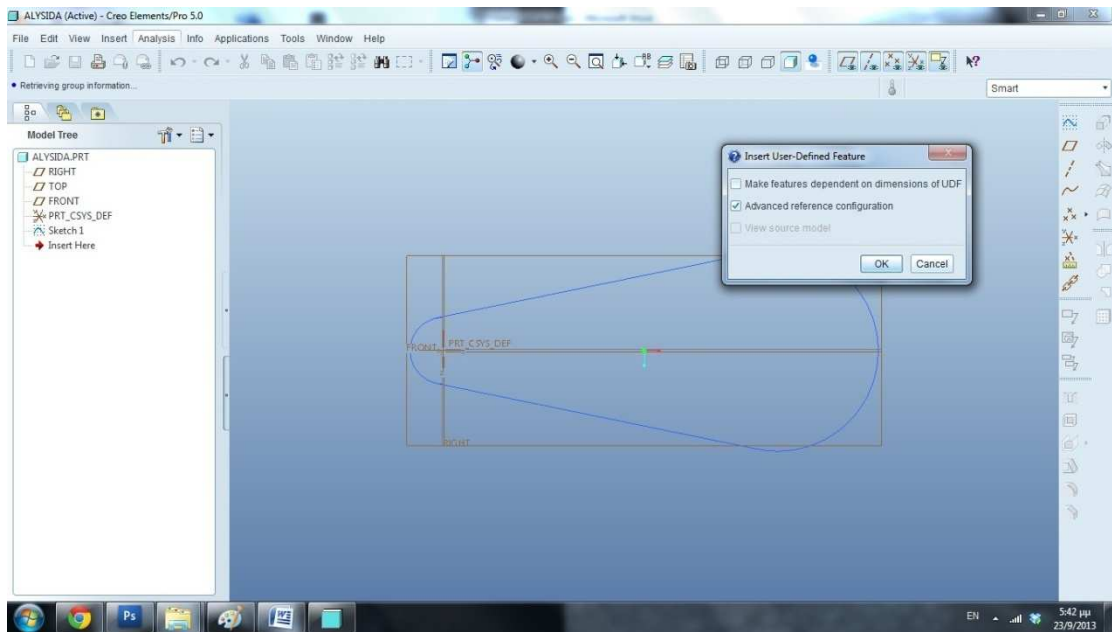 ALYSIDA (Active) - Creo Elements/Pro 5.0
File Edit View Insert Analysis Info Applications Tools Window Help
Retrieving group information...
Smart
Model Tree
ALYSIDA.PRT
RIGHT
TOP
FRONT
PRT_CSYS_DEF
Sketch 1
Insert Here
Insert User-Defined Feature
Make features dependent on dimensions of UDF
Advanced reference configuration
View source model
OK Cancel
FRONT PRT_CSYS_DEF
RIGHT
Ps
EN
5:42 μμ
23/9/2013